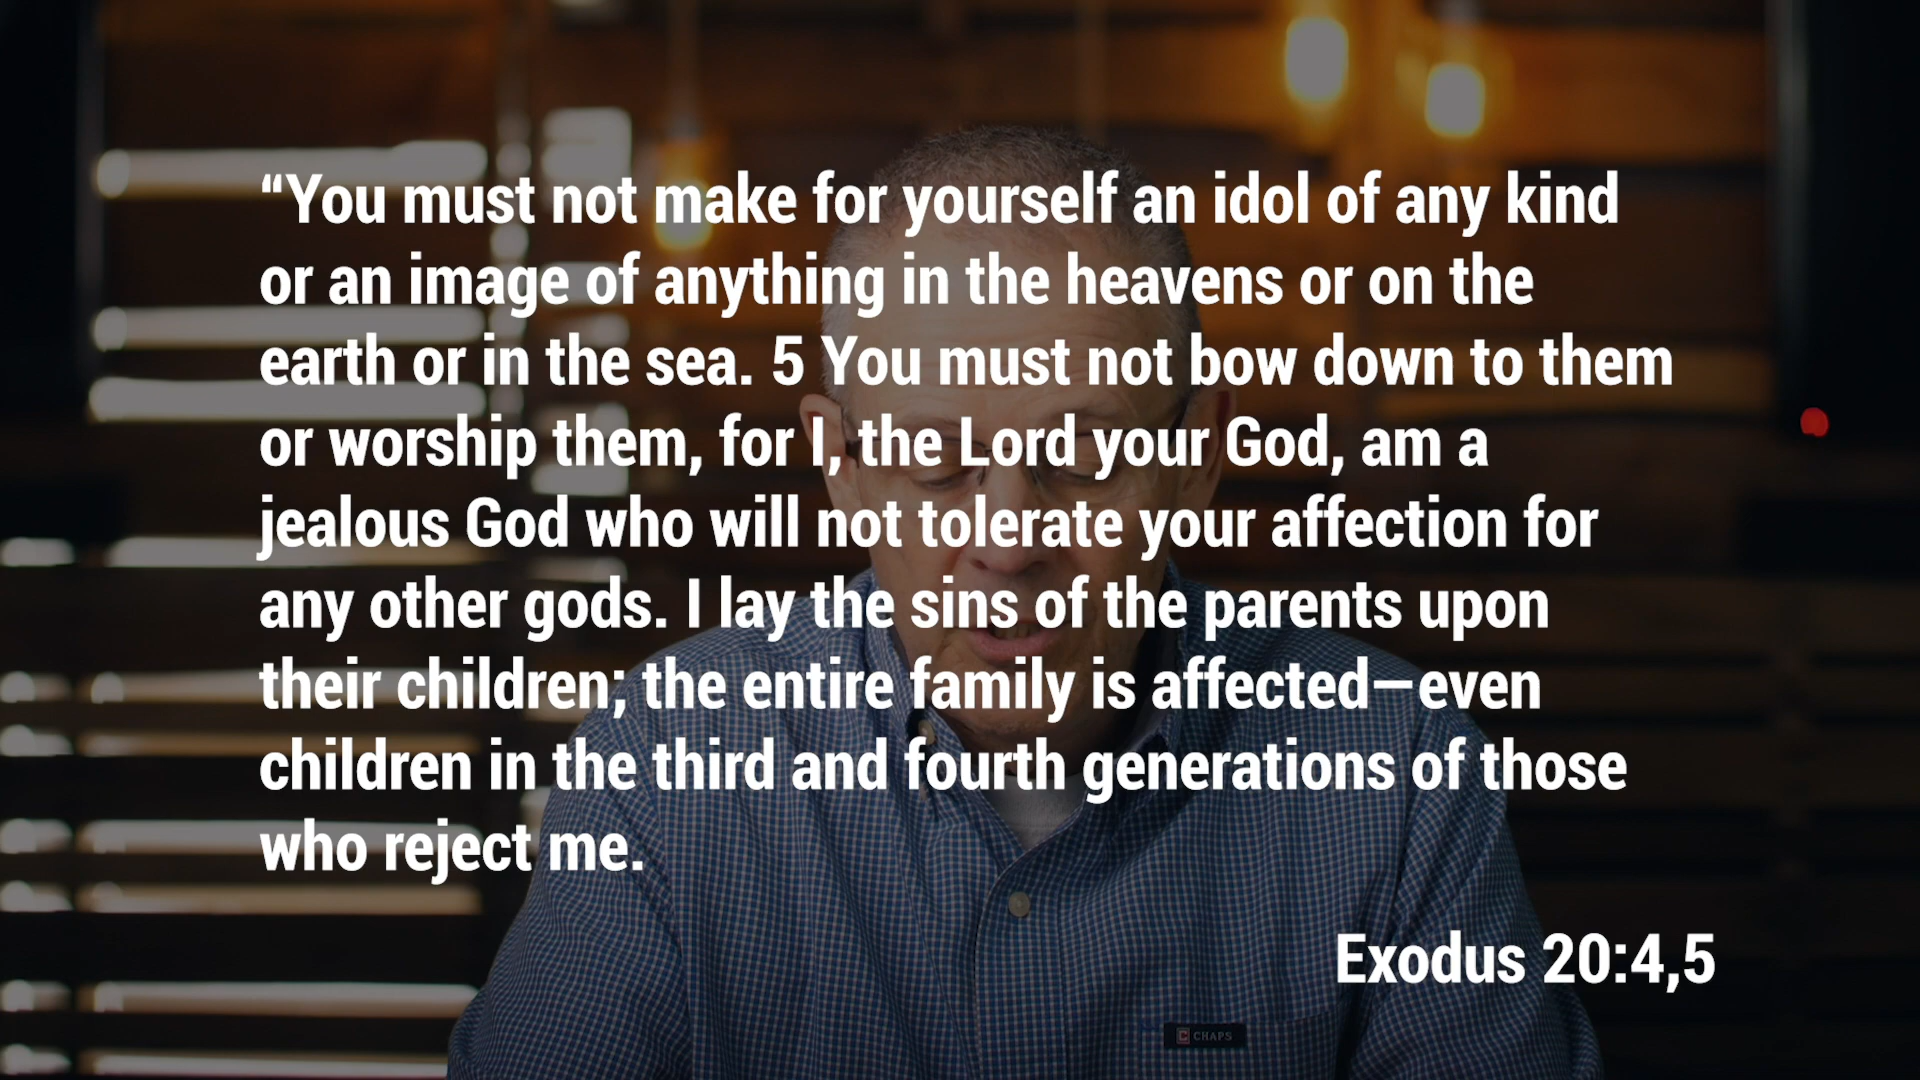 “You must not make for yourself an idol of any kind
or an image of anything in the heavens or on the
earth or in the sea. 5 You must not bow down to them
or worship them, for I, the Lord your God, am a
jealous God who will not tolerate your affection for
any other gods. I lay the sins of the parents upon
their children; the entire family is affected—even
children in the third and fourth generations of those
who reject me.
Exodus 20:4,5
C CHAPS